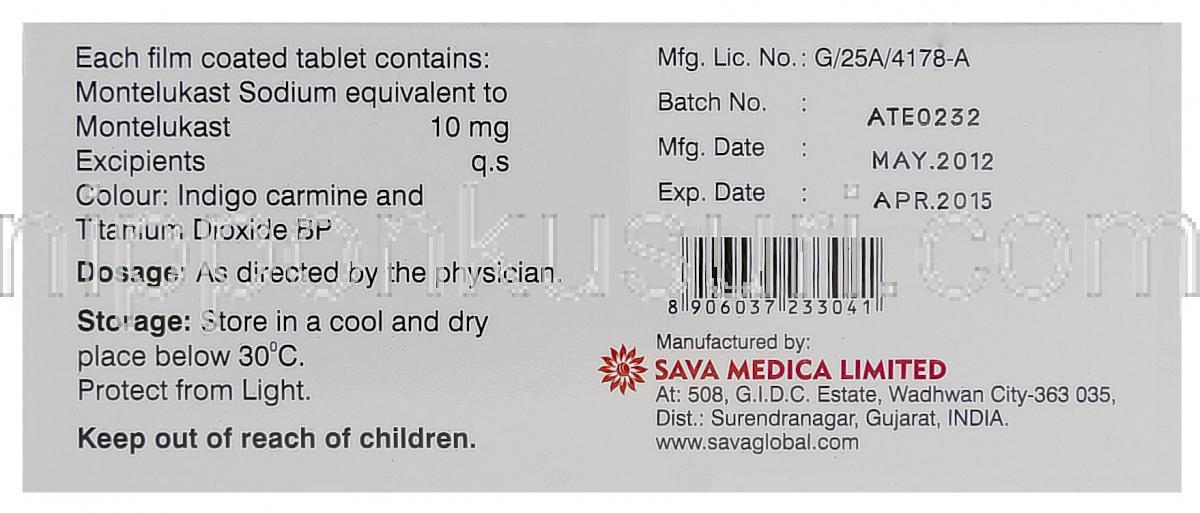 Each film coated tablet contains:
Montelukast Sodium equivalent to
Montelukast 10 mg
Excipients q.s
Colour: Indigo carmine and
Titanium Dioxide BP
Dosage: As directed by the physician.
Storage: Store in a cool and dry
place below 30⁰C.
Protect from Light.
Keep out of reach of children.
Mfg. Lic. No.: G/25A/4178-A
Batch No. : ATE0232
Mfg. Date : MAY.2012
Exp. Date : APR.2015
8 906037 233041
Manufactured by:
SAVA MEDICA LIMITED
At: 508, G.I.D.C. Estate, Wadhwan City-363 035,
Dist.: Surendranagar, Gujarat, INDIA.
www.savaglobal.com
nipponkusuri.com